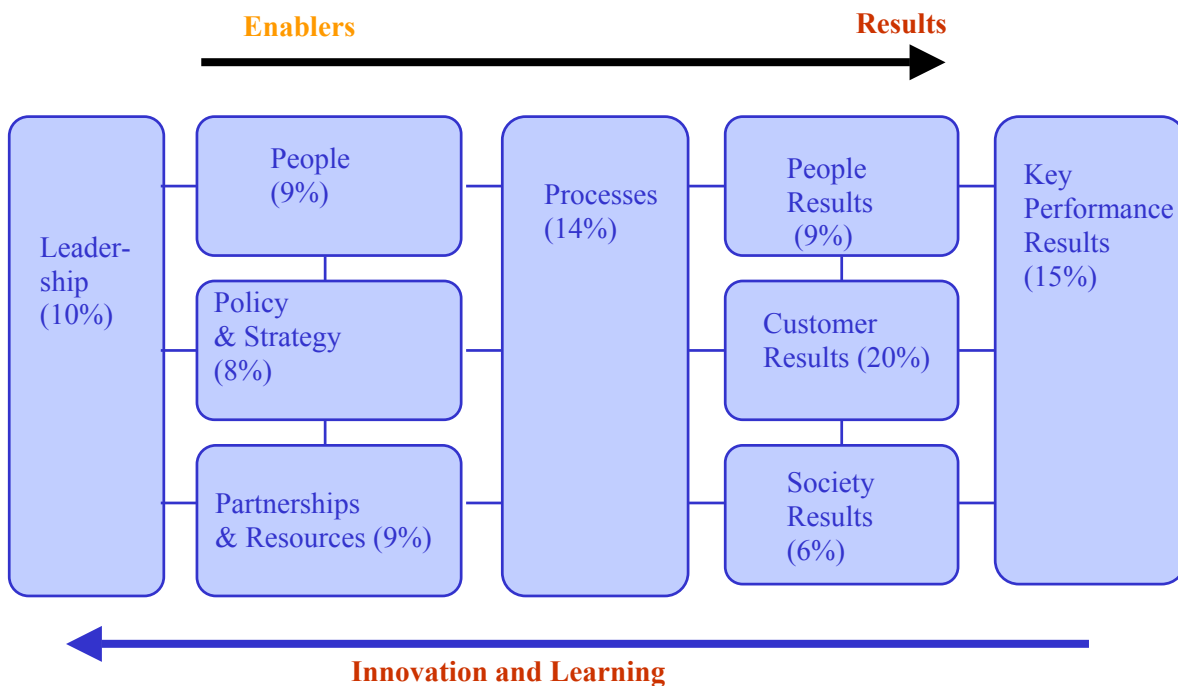 Enablers
Results
Leader-
ship
(10%)
People
(9%)
Policy
& Strategy
(8%)
Partnerships
& Resources (9%)
Processes
(14%)
People
Results
(9%)
Customer
Results (20%)
Society
Results
(6%)
Key
Performance
Results
(15%)
Innovation and Learning